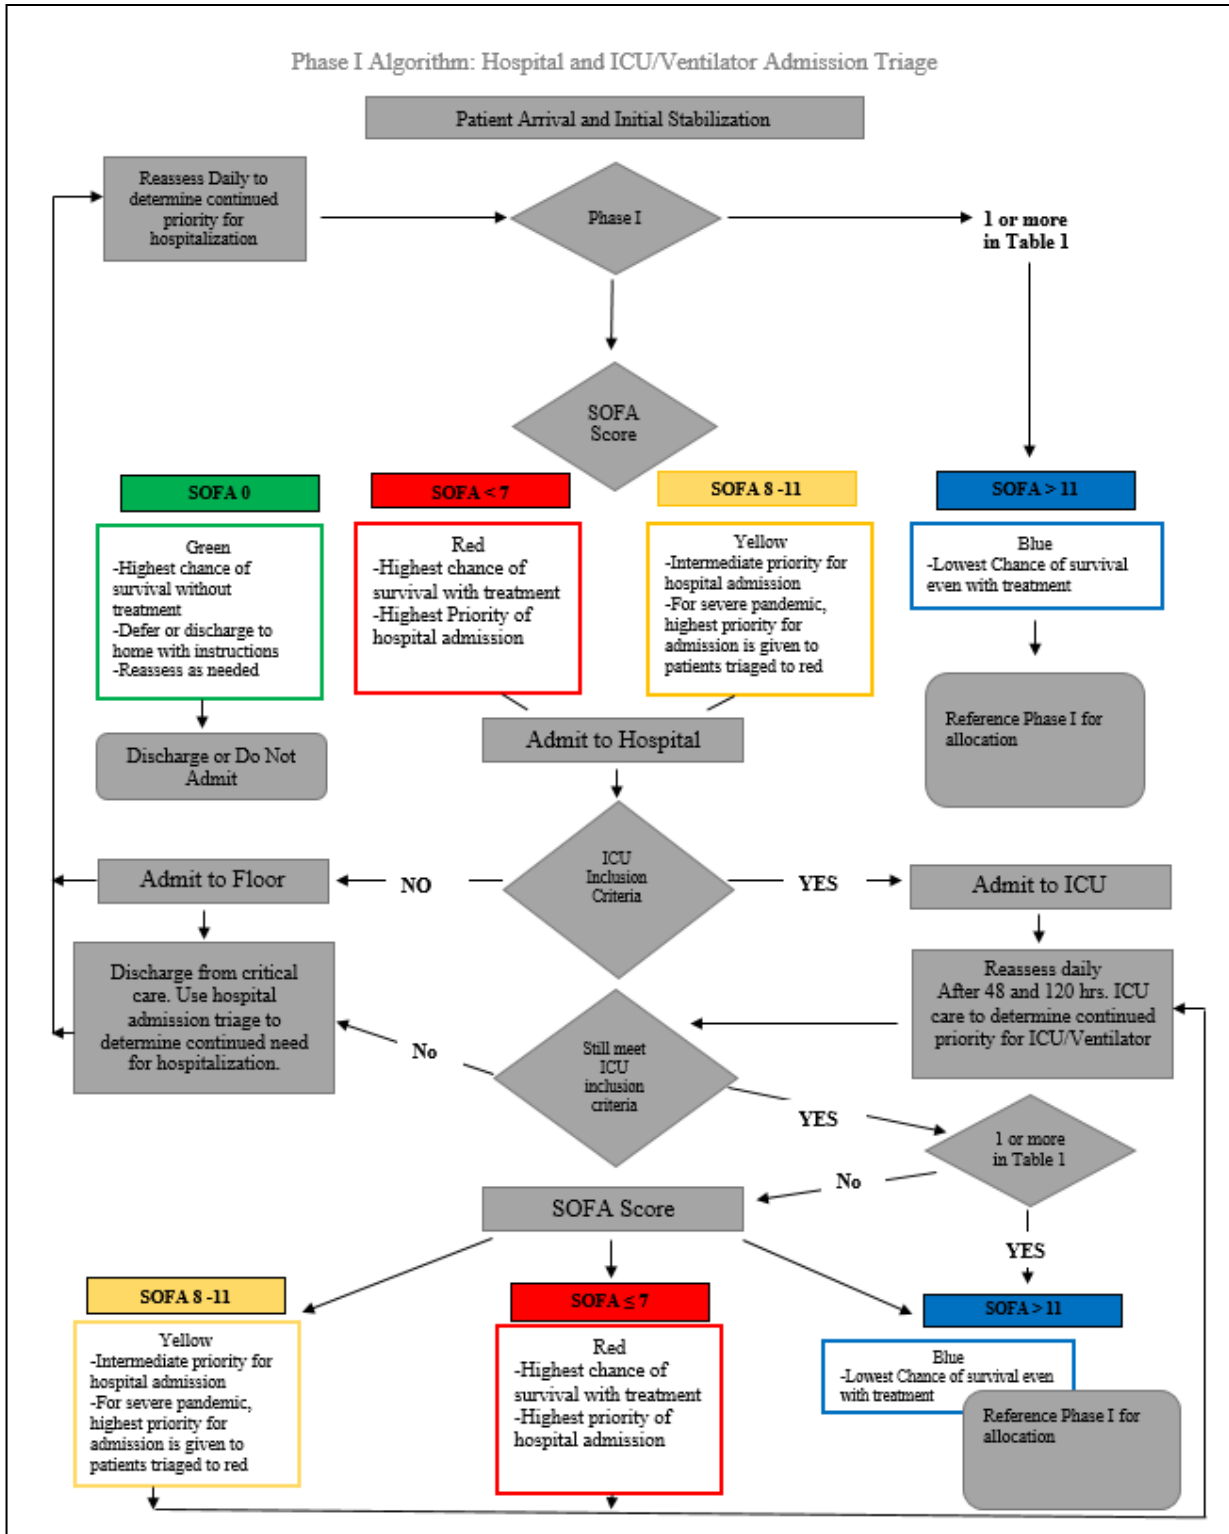 Phase I Algorithm: Hospital and ICU/Ventilator Admission Triage
Patient Arrival and Initial Stabilization
Reassess Daily to
determine continued
priority for
hospitalization
Phase I
1 or more
in Table 1
SOFA
Score
SOFA 0
Green
-Highest chance of
survival without
treatment
-Defer or discharge to
home with instructions
-Reassess as needed
SOFA < 7
Red
-Highest chance of
survival with treatment
-Highest Priority of
hospital admission
SOFA 8 -11
Yellow
-Intermediate priority for
hospital admission
-For severe pandemic,
highest priority for
admission is given to
patients triaged to red
SOFA > 11
Blue
-Lowest Chance of survival
even with treatment
Discharge or Do Not
Admit
Admit to Hospital
Reference Phase I for
allocation
Admit to Floor
NO
ICU
Inclusion
Criteria
YES
Admit to ICU
Discharge from critical
care. Use hospital
admission triage to
determine continued need
for hospitalization.
No
Still meet
ICU
inclusion
criteria
Reassess daily
After 48 and 120 hrs. ICU
care to determine continued
priority for ICU/Ventilator
YES
1 or more
in Table 1
No
SOFA Score
YES
SOFA 8 -11
Yellow
-Intermediate priority for
hospital admission
-For severe pandemic,
highest priority for
admission is given to
patients triaged to red
SOFA ≤ 7
Red
-Highest chance of
survival with treatment
-Highest priority of
hospital admission
SOFA > 11
Blue
- Lowest Chance of survival even
with treatment
Reference Phase I for
allocation